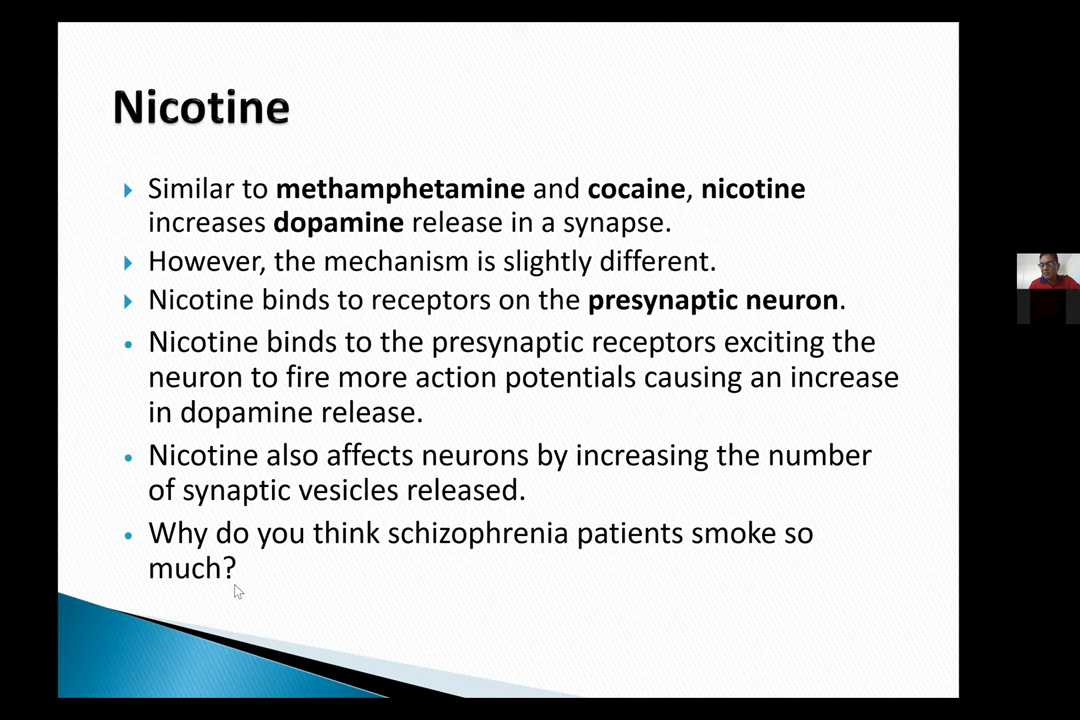 Nicotine
Similar to methamphetamine and cocaine, nicotine
increases dopamine release in a synapse.
However, the mechanism is slightly different.
Nicotine binds to receptors on the presynaptic neuron.
Nicotine binds to the presynaptic receptors exciting the
neuron to fire more action potentials causing an increase
in dopamine release.
Nicotine also affects neurons by increasing the number
of synaptic vesicles released.
Why do you think schizophrenia patients smoke so
much?